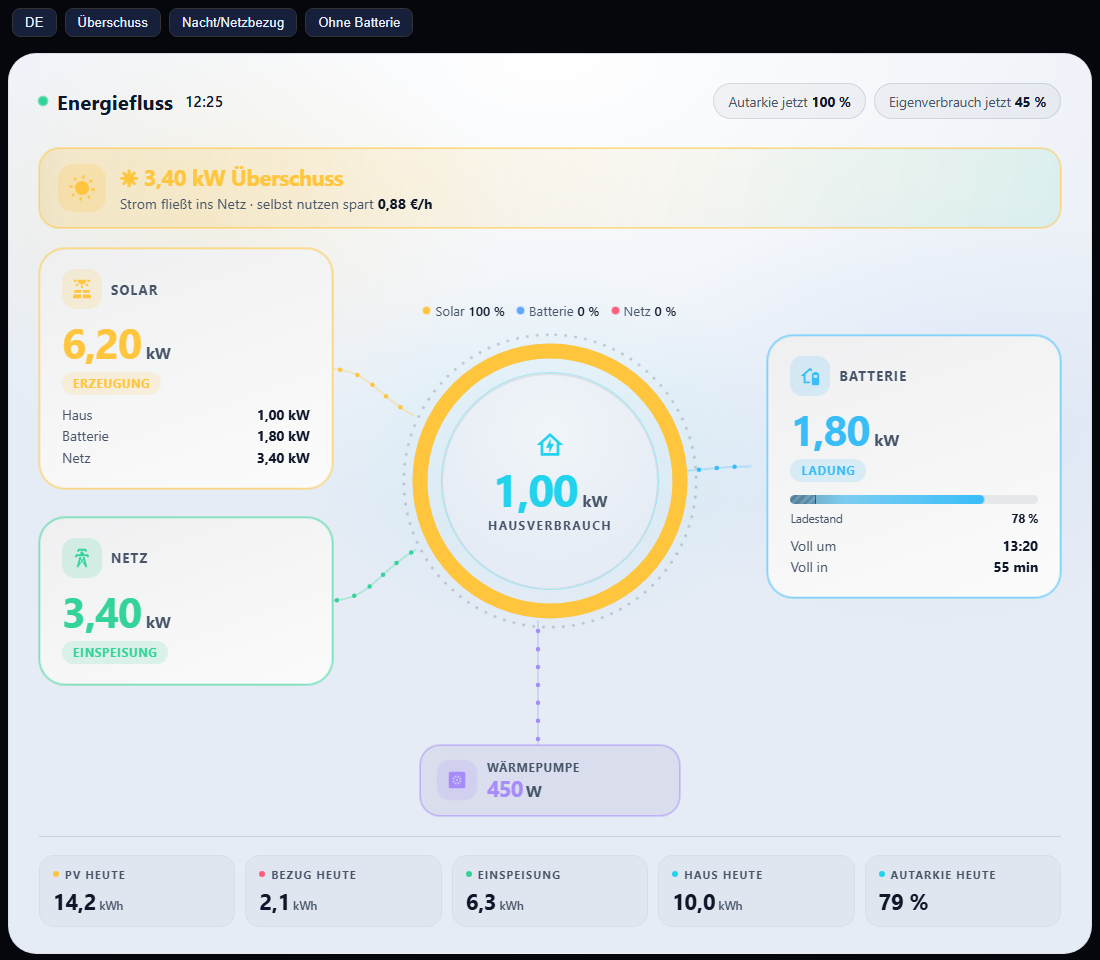 DE
Überschuss
Nacht/Netzbezug
Ohne Batterie
Energiefluss 12:25
Autarkie jetzt 100 %
Eigenverbrauch jetzt 45 %
3,40 kW Überschuss
Strom fließt ins Netz · selbst nutzen spart 0,88 €/h
SOLAR
6,20 kW
ERZEUGUNG
Haus 1,00 kW
Batterie 1,80 kW
Netz 3,40 kW
NETZ
3,40 kW
EINSPEISUNG
Solar 100 % Batterie 0 % Netz 0 %
1,00 kW
HAUSVERBRAUCH
BATTERIE
1,80 kW
LADUNG
Ladestand 78 %
Voll um 13:20
Voll in 55 min
WÄRMEPUMPE
450 W
PV HEUTE
14,2 kWh
BEZUG HEUTE
2,1 kWh
EINSPEISUNG
6,3 kWh
HAUS HEUTE
10,0 kWh
AUTARKIE HEUTE
79 %